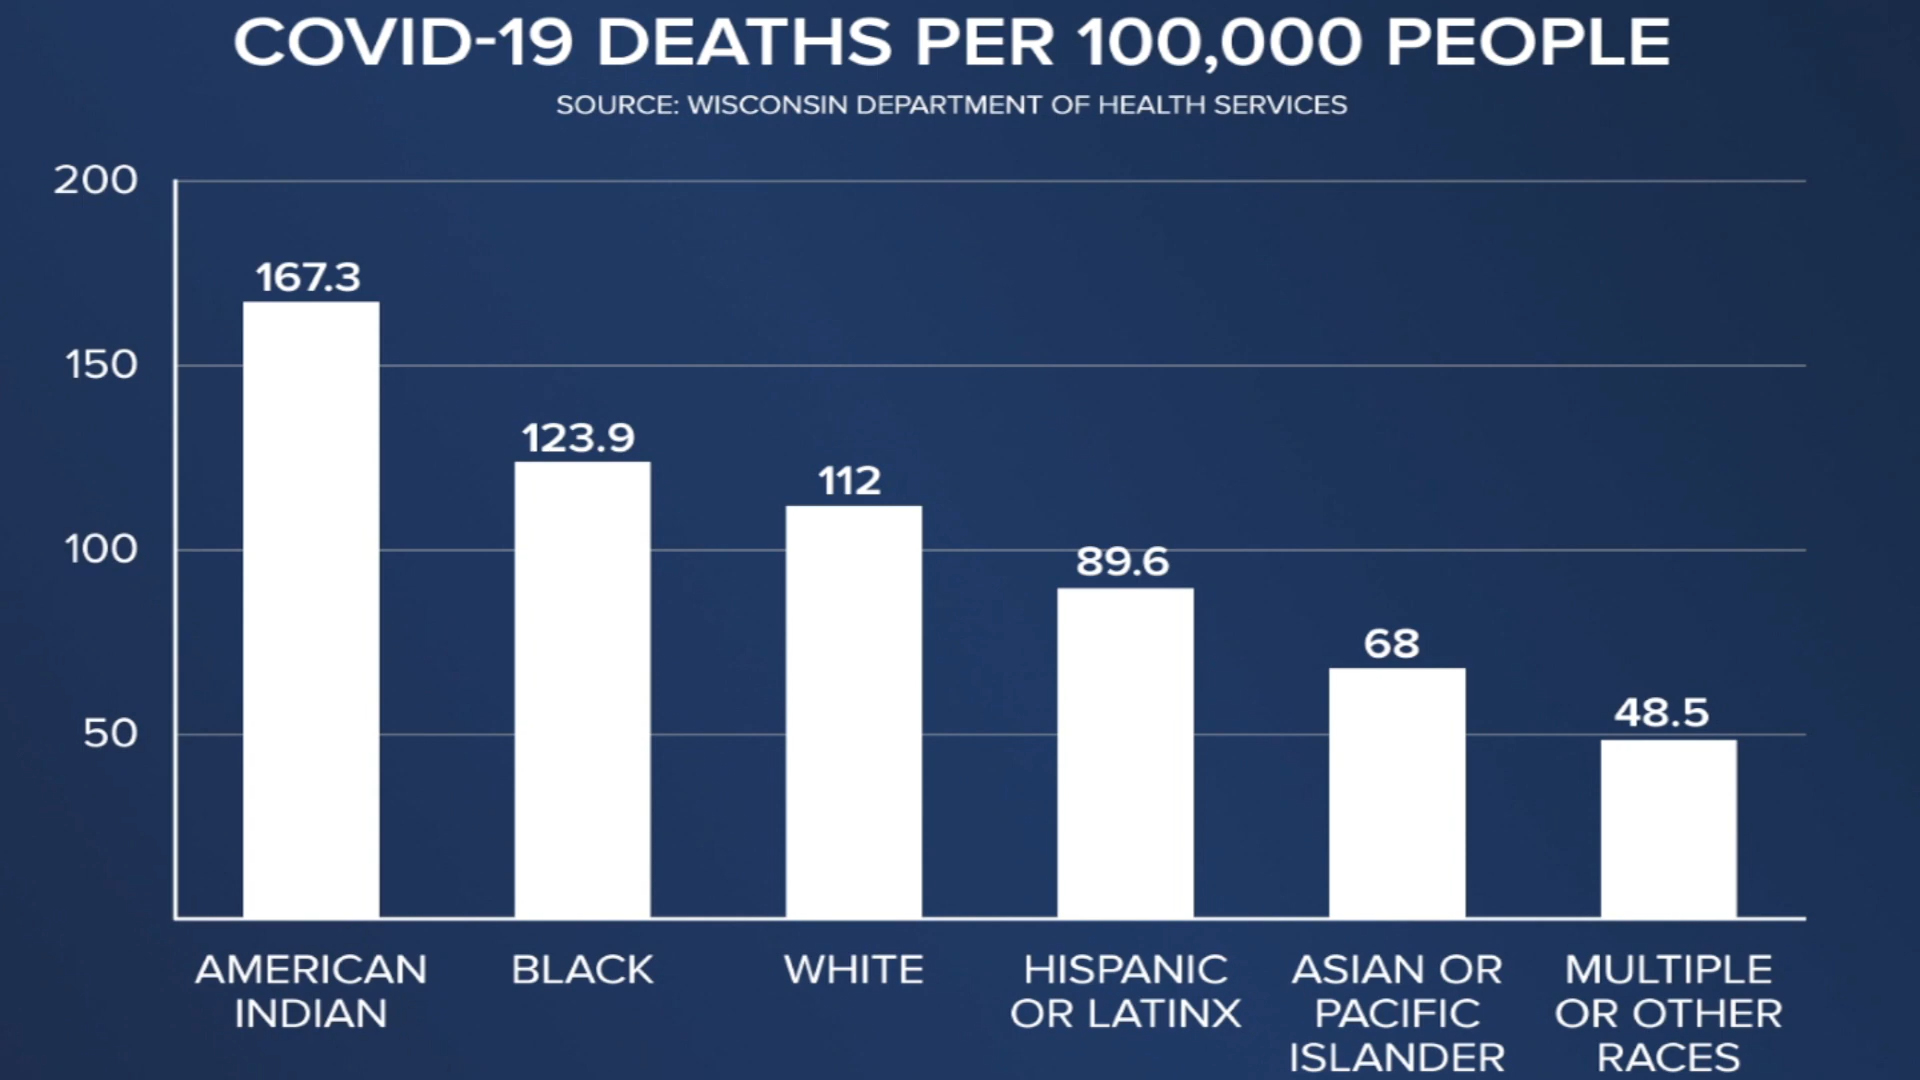 COVID-19 DEATHS PER 100,000 PEOPLE
SOURCE: WISCONSIN DEPARTMENT OF HEALTH SERVICES
200
150
100
50
167.3
123.9
112
89.6
68
48.5
AMERICAN
INDIAN
BLACK
WHITE
HISPANIC
OR LATINX
ASIAN OR
PACIFIC
ISLANDER
MULTIPLE
OR OTHER
RACES